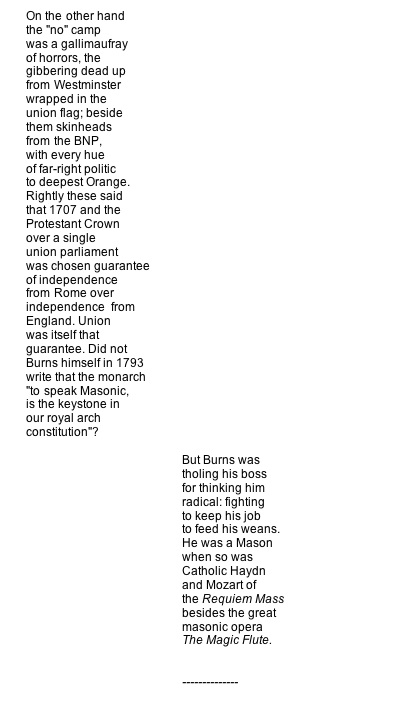 On the other hand
the "no" camp
was a gallimaufray
of horrors, the
gibbering dead up
from Westminster
wrapped in the
union flag; beside
them skinheads
from the BNP,
with every hue
of far-right politic
to deepest Orange.
Rightly these said
that 1707 and the
Protestant Crown
over a single
union parliament
was chosen guarantee
of independence
from Rome over
independence  from
England. Union
was itself that
guarantee. Did not
Burns himself in 1793
write that the monarch
"to speak Masonic,
is the keystone in
our royal arch
constitution"?
But Burns was
tholing his boss
for thinking him
radical: fighting
to keep his job
to feed his weans.
He was a Mason
when so was
Catholic Haydn
and Mozart of
the Requiem Mass
besides the great
masonic opera
The Magic Flute.
--------------